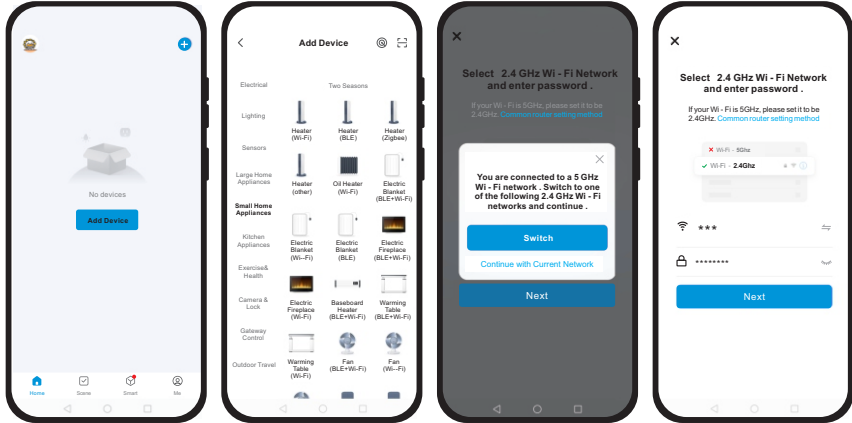 No devices
Add Device
Home
Scene
Smart
Me
Add Device
Electrical
Lighting
Sensors
Large Home
Appliances
Small Home
Appliances
Kitchen
Appliances
Exercise&
Health
Camera &
Lock
Gateway
Control
Outdoor Travel
Two Seasons
Heater
(Wi-Fi)
Heater
(BLE)
Heater
(Zigbee)
Heater
(other)
Oil Heater
(Wi-Fi)
Electric
Blanket
(BLE+Wi-Fi)
Electric
Blanket
(Wi--Fi)
Electric
Blanket
(BLE)
Electric
Fireplace
(BLE+Wi-Fi)
Electric
Fireplace
(Wi-Fi)
Baseboard
Heater
(BLE+Wi-Fi)
Warming
Table
(BLE+Wi-Fi)
Warming
Table
(Wi-Fi)
Fan
(BLE+Wi-Fi)
Fan
(Wi--Fi)
Select 2.4 GHz Wi - Fi Network
and enter password .
If your Wi - Fi is 5GHz, please set it to be
2.4GHz. Common router setting method
You are connected to a 5 GHz
Wi - Fi network . Switch to one
of the following 2.4 GHz Wi - Fi
networks and continue .
Switch
Continue with Current Network
Next
Select 2.4 GHz Wi - Fi Network
and enter password .
If your Wi - Fi is 5GHz, please set it to be
2.4GHz. Common router setting method
Wi-Fi - 5Ghz
Wi-Fi - 2.4Ghz
***
********
Next